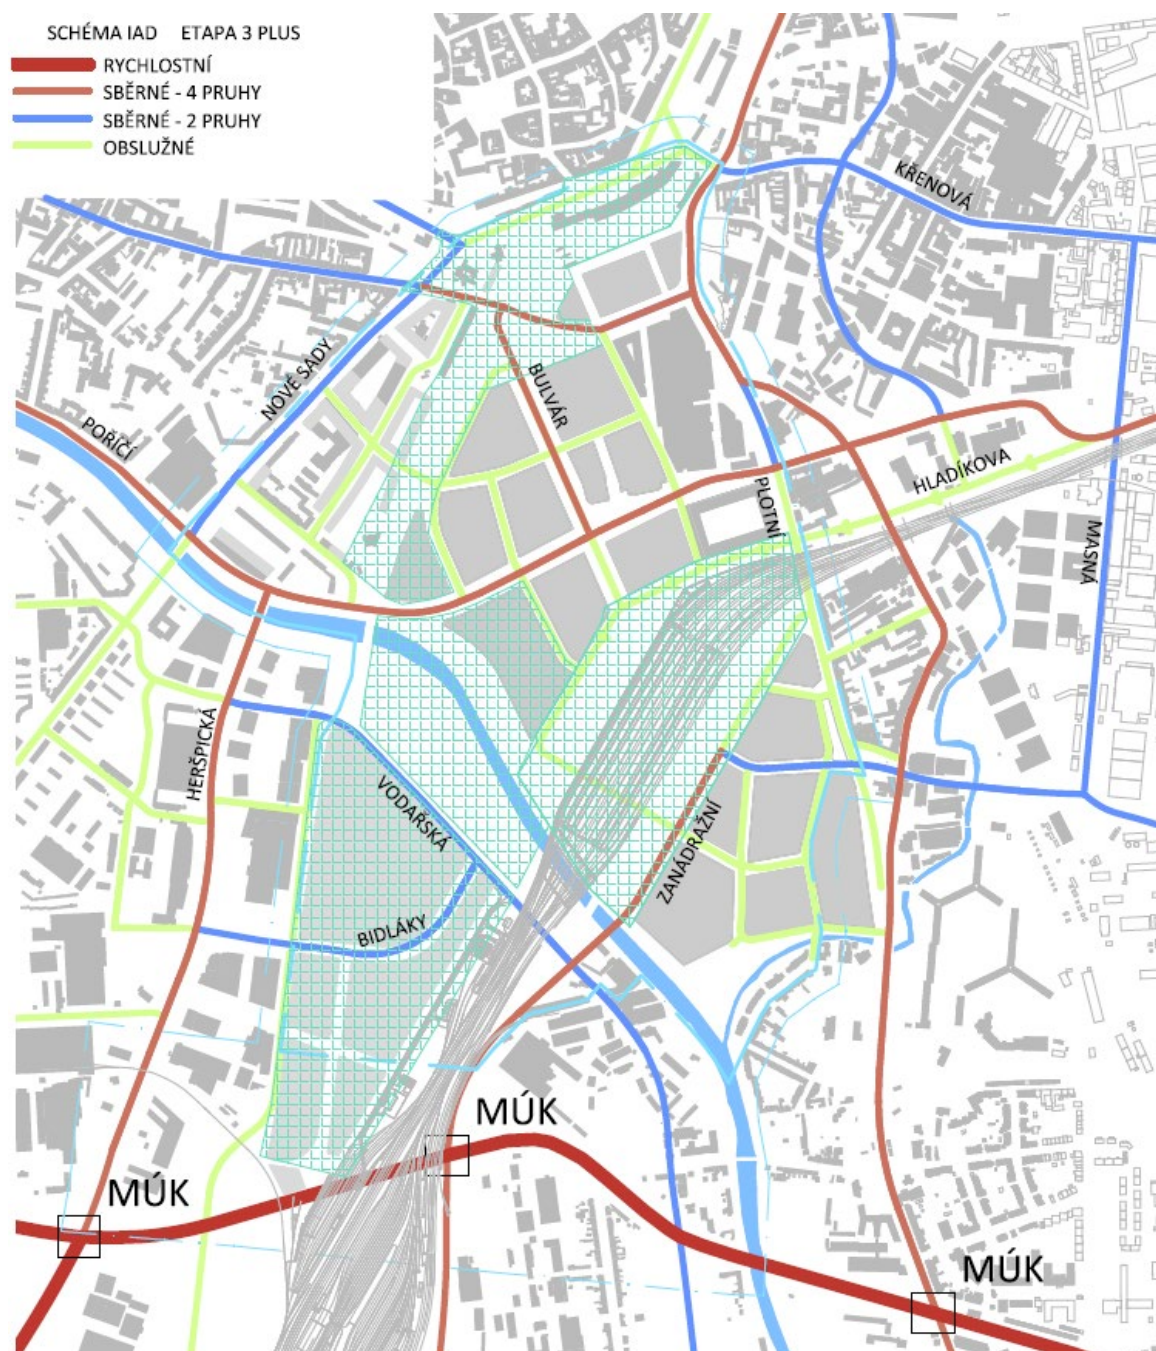 SCHÉMA IAD ETAPA 3 PLUS
RYCHLOSTNÍ
SBĚRNÉ - 4 PRUHY
SBĚRNÉ - 2 PRUHY
OBSLUŽNÉ
KŘENOVÁ
NOVÉ SADY
BULVÁR
POŘÍČÍ
HLADÍKOVA
PLOTNÍ
MASNÁ
HERŠPICKÁ
VODAŘSKÁ
ZANÁDRAŽNÍ
BIDLÁKY
MÚK
MÚK
MÚK